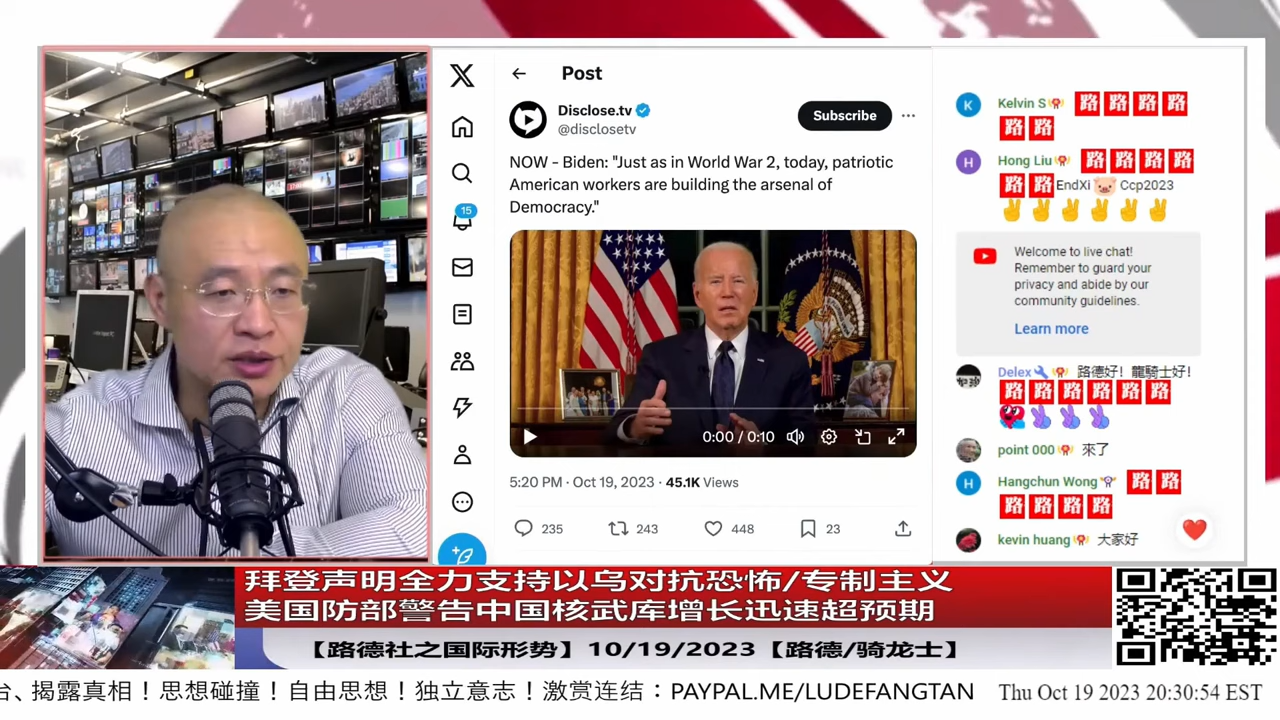 Post
Disclose.tv
@disclosetv
Subscribe
NOW - Biden: "Just as in World War 2, today, patriotic
American workers are building the arsenal of
Democracy."
15
0:00 / 0:10
5:20 PM · Oct 19, 2023 · 45.1K Views
235
243
448
23
Kelvin S 路 路 路 路
路 路
Hong Liu 路 路 路 路
路 路 EndXi Ccp2023
Welcome to live chat!
Remember to guard your
privacy and abide by our
community guidelines.
Learn more
Delex 路德好！龍騎士好！
路 路 路 路 路 路
point 000 來了
Hangchun Wong 路 路
路 路 路 路
kevin huang 大家好
拜登声明全力支持以乌对抗恐怖/专制主义
美国防部警告中国核武库增长迅速超预期
【路德社之国际形势】10/19/2023【路德/骑龙士】
台、揭露真相！思想碰撞！自由思想！独立意志！激赏连结：PAYPAL.ME/LUDEFANGTAN
Thu Oct 19 2023 20:30:54 EST